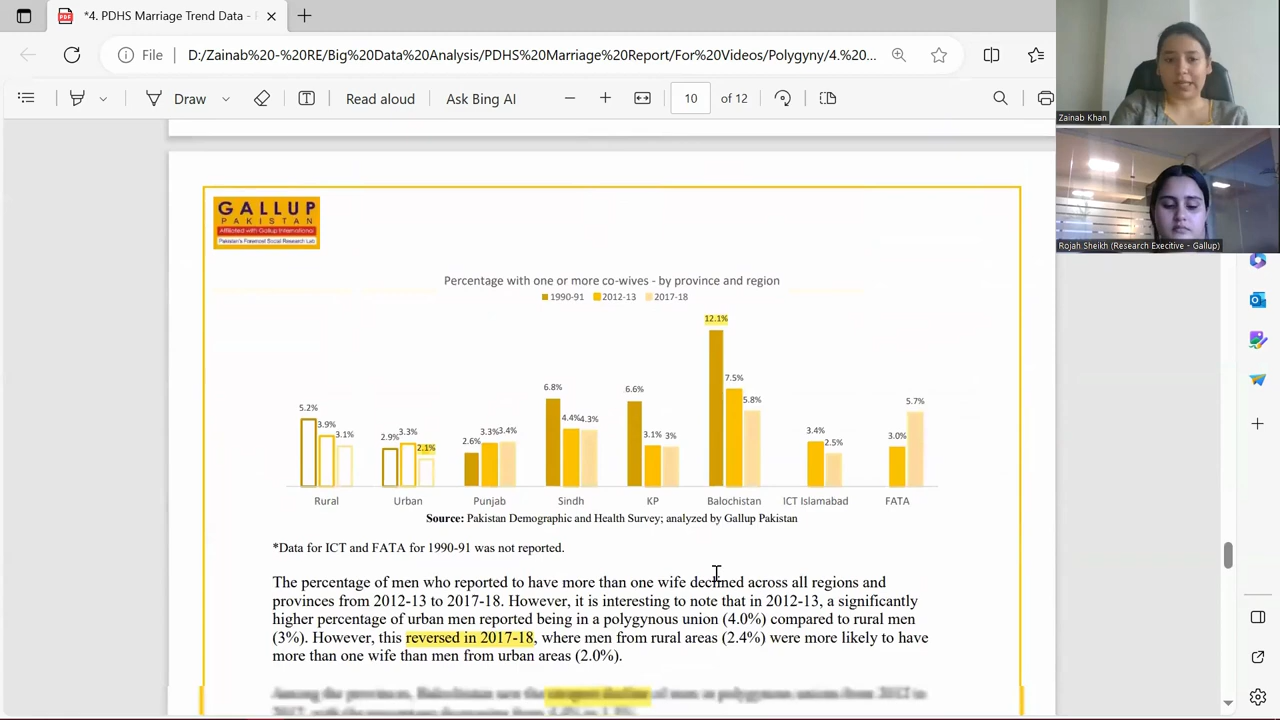 *4. PDHS Marriage Trend Data -
File D:/Zainab%20-%20RE/Big%20Data%20Analysis/PDHS%20Marriage%20Report/For%20Videos/Polygyny/4.%20...
Draw Read aloud Ask Bing AI 10 of 12
Zainab Khan
Rojah Sheikh (Research Exective - Gallup)
GALLUP
PAKISTAN
Affiliated with Gallup International
Pakistan's Foremost Social Research Lab
Percentage with one or more co-wives - by province and region
1990-91 2012-13 2017-18
5.2% 3.9% 3.1%
2.9% 3.3% 2.1%
2.6% 3.3% 3.4%
6.8% 4.4% 4.3%
6.6% 3.1% 3%
12.1% 7.5% 5.8%
3.4% 2.5%
3.0% 5.7%
Rural Urban Punjab Sindh KP Balochistan ICT Islamabad FATA
Source: Pakistan Demographic and Health Survey; analyzed by Gallup Pakistan
*Data for ICT and FATA for 1990-91 was not reported.
The percentage of men who reported to have more than one wife declined across all regions and
provinces from 2012-13 to 2017-18. However, it is interesting to note that in 2012-13, a significantly
higher percentage of urban men reported being in a polygynous union (4.0%) compared to rural men
(3%). However, this reversed in 2017-18, where men from rural areas (2.4%) were more likely to have
more than one wife than men from urban areas (2.0%).